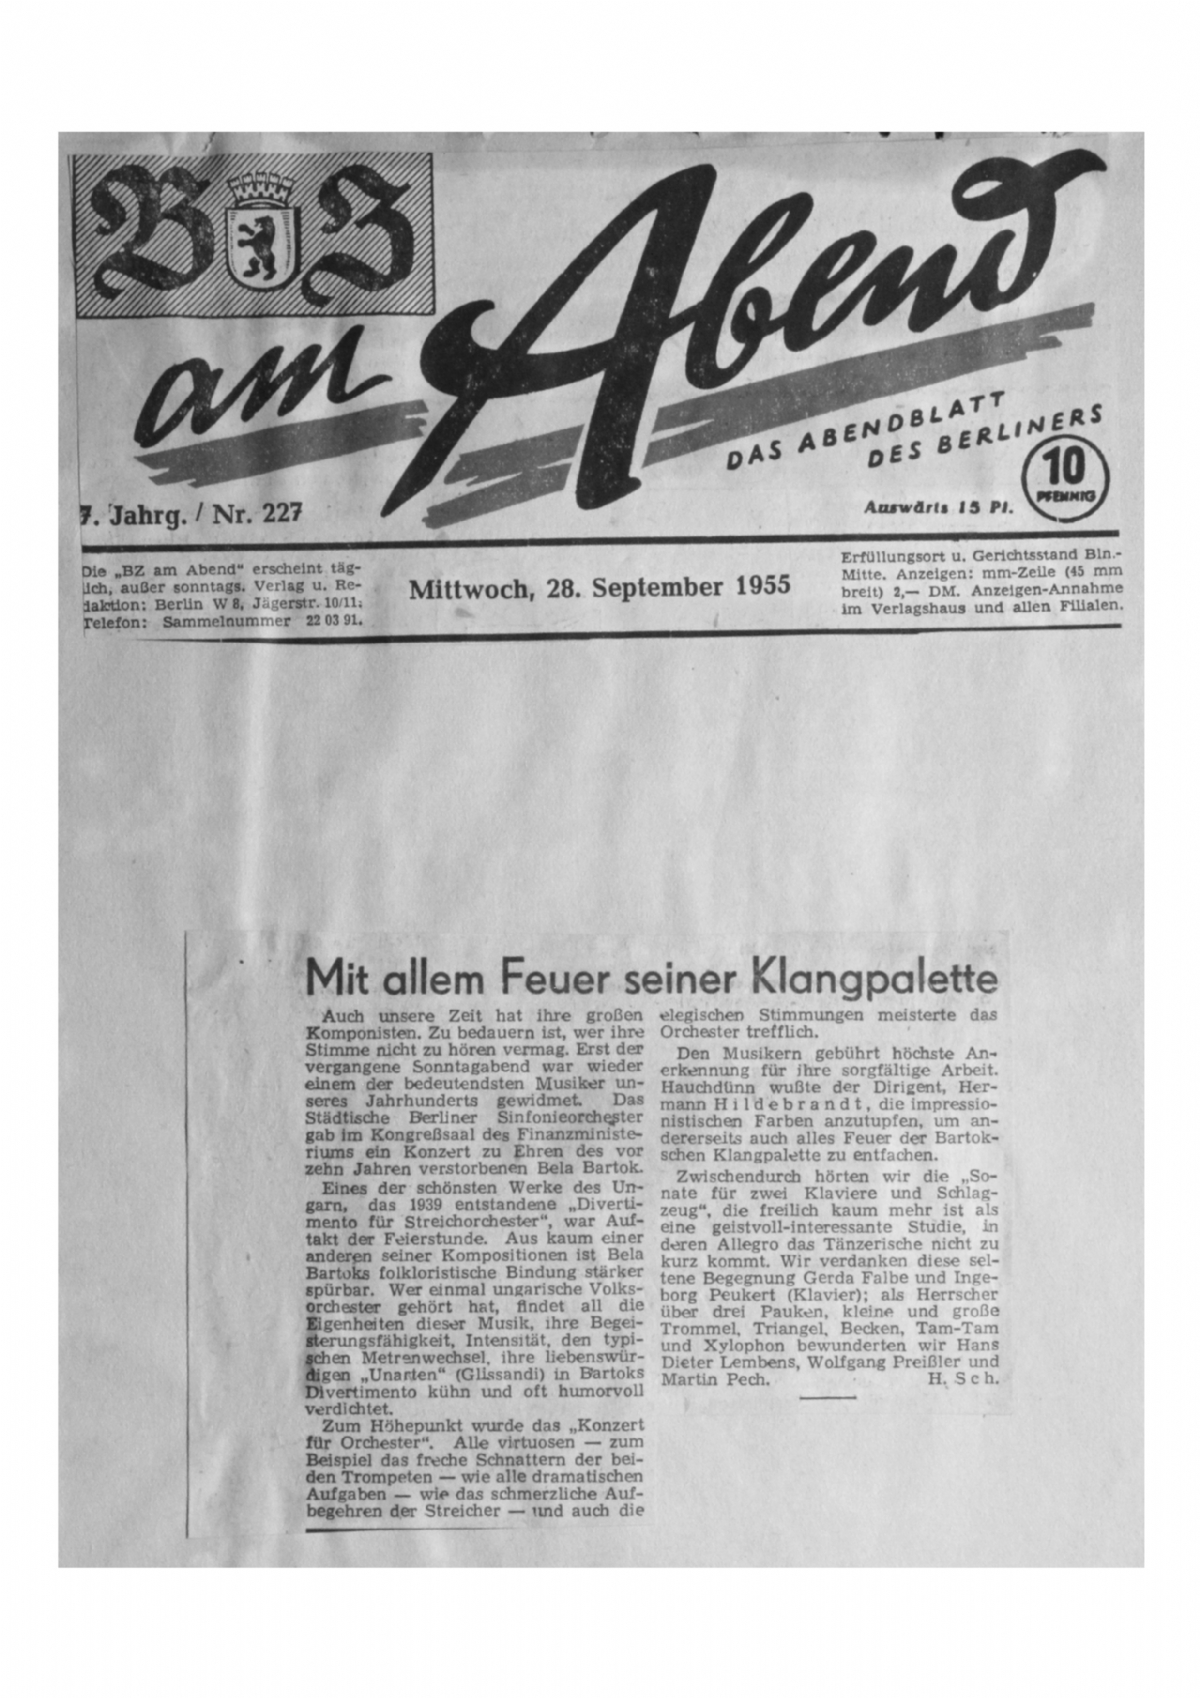 BZ
am Abend
DAS ABENDBLATT
DES BERLINERS
10
PFENNIG
Auswärts 15 Pf.
7. Jahrg. / Nr. 227
Die „BZ am Abend“ erscheint täg-
lich, außer sonntags. Verlag u. Re-
daktion: Berlin W 8, Jägerstr. 10/11;
Telefon: Sammelnummer 22 03 91.
Mittwoch, 28. September 1955
Erfüllungsort u. Gerichtsstand Bln.-
Mitte. Anzeigen: mm-Zeile (45 mm
breit) 2,— DM. Anzeigen-Annahme
im Verlagshaus und allen Filialen.
Mit allem Feuer seiner Klangpalette
Auch unsere Zeit hat ihre großen
Komponisten. Zu bedauern ist, wer ihre
Stimme nicht zu hören vermag. Erst der
vergangene Sonntagabend war wieder
einem der bedeutendsten Musiker un-
seres Jahrhunderts gewidmet. Das
Städtische Berliner Sinfonieorchester
gab im Kongreßsaal des Finanzministe-
riums ein Konzert zu Ehren des vor
zehn Jahren verstorbenen Bela Bartok.
Eines der schönsten Werke des Un-
garn, das 1939 entstandene „Diverti-
mento für Streichorchester“, war Auf-
takt der Feierstunde. Aus kaum einer
anderen seiner Kompositionen ist Bela
Bartoks folkloristische Bindung stärker
spürbar. Wer einmal ungarische Volks-
orchester gehört hat, findet all die
Eigenheiten dieser Musik, ihre Begei-
sterungsfähigkeit, Intensität, den typi-
schen Metrenwechsel, ihre liebenswür-
digen „Unarten“ (Glissandi) in Bartoks
Divertimento kühn und oft humorvoll
verdichtet.
Zum Höhepunkt wurde das „Konzert
für Orchester“. Alle virtuosen — zum
Beispiel das freche Schnattern der bei-
den Trompeten — wie alle dramatischen
Aufgaben — wie das schmerzliche Auf-
begehren der Streicher — und auch die
elegischen Stimmungen meisterte das
Orchester trefflich.
Den Musikern gebührt höchste An-
erkennung für ihre sorgfältige Arbeit.
Hauchdünn wußte der Dirigent, Her-
mann Hildebrandt, die impressio-
nistischen Farben anzutupfen, um an-
dererseits auch alles Feuer der Bartok-
schen Klangpalette zu entfachen.
Zwischendurch hörten wir die „So-
nate für zwei Klaviere und Schlag-
zeug“, die freilich kaum mehr ist als
eine geistvoll-interessante Studie, in
deren Allegro das Tänzerische nicht zu
kurz kommt. Wir verdanken diese sel-
tene Begegnung Gerda Falbe und Inge-
borg Peukert (Klavier); als Herrscher
über drei Pauken, kleine und große
Trommel, Triangel, Becken, Tam-Tam
und Xylophon bewunderten wir Hans
Dieter Lembens, Wolfgang Preißler und
Martin Pech. H. Sch.